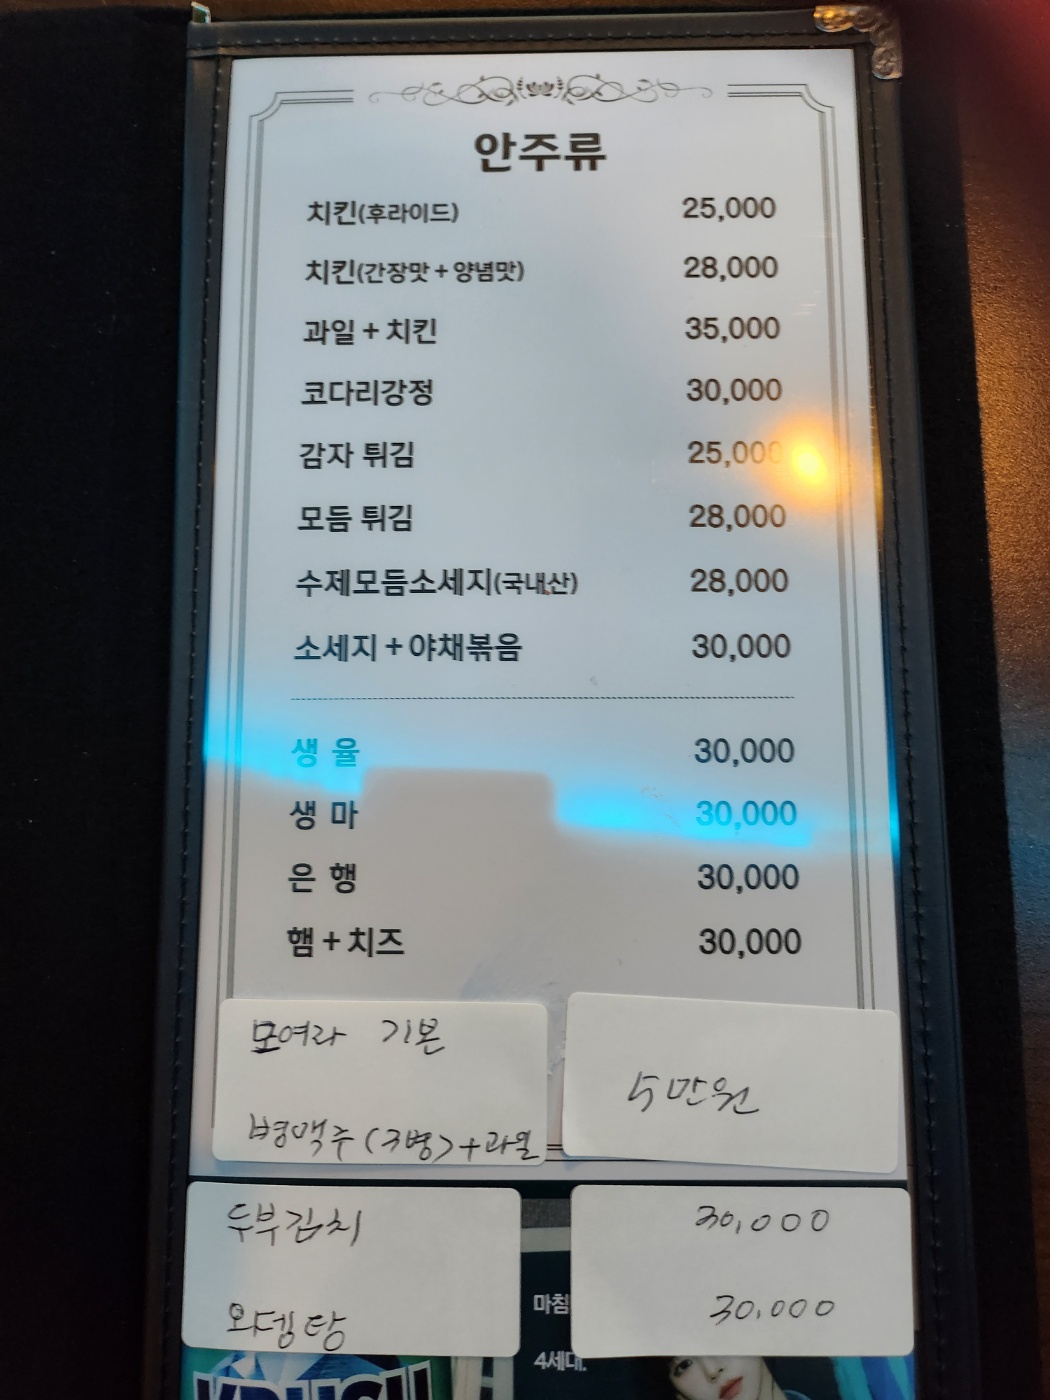 안주류
치킨(후라이드) 25,000
치킨(간장맛+양념맛) 28,000
과일+치킨 35,000
코다리강정 30,000
감자 튀김 25,000
모듬 튀김 28,000
수제모듬소세지(국내산) 28,000
소세지+야채볶음 30,000
생 율 30,000
생 마 30,000
은 행 30,000
햄+치즈 30,000
모여라 기본
병맥주(3병)+과일
5만원
두부김치 30,000
오뎅탕 30,000
마침
4세대.
KRUSH